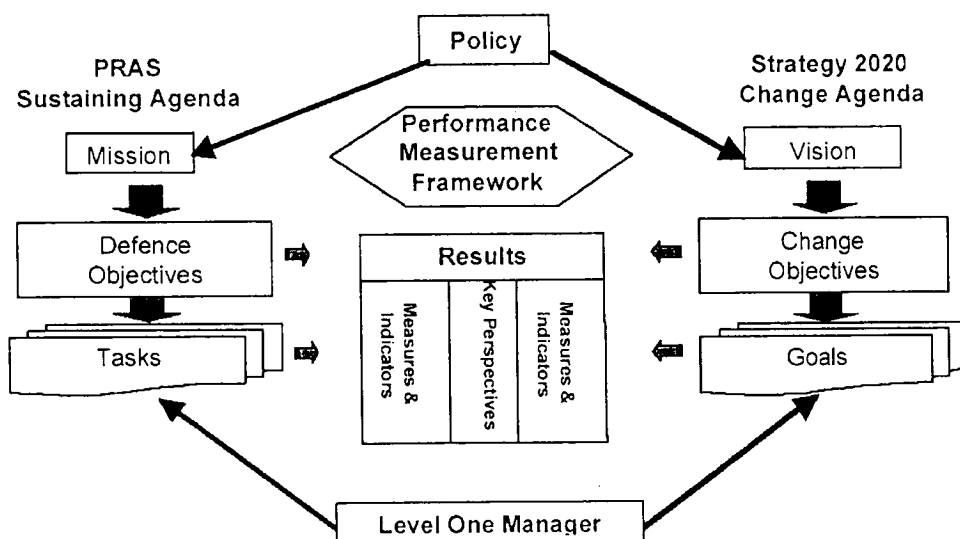 Policy
PRAS
Sustaining Agenda
Strategy 2020
Change Agenda
Performance
Measurement
Framework
Mission
Vision
Defence
Objectives
Results
Change
Objectives
Measures &
Indicators
Key Perspectives
Measures &
Indicators
Tasks
Goals
Level One Manager